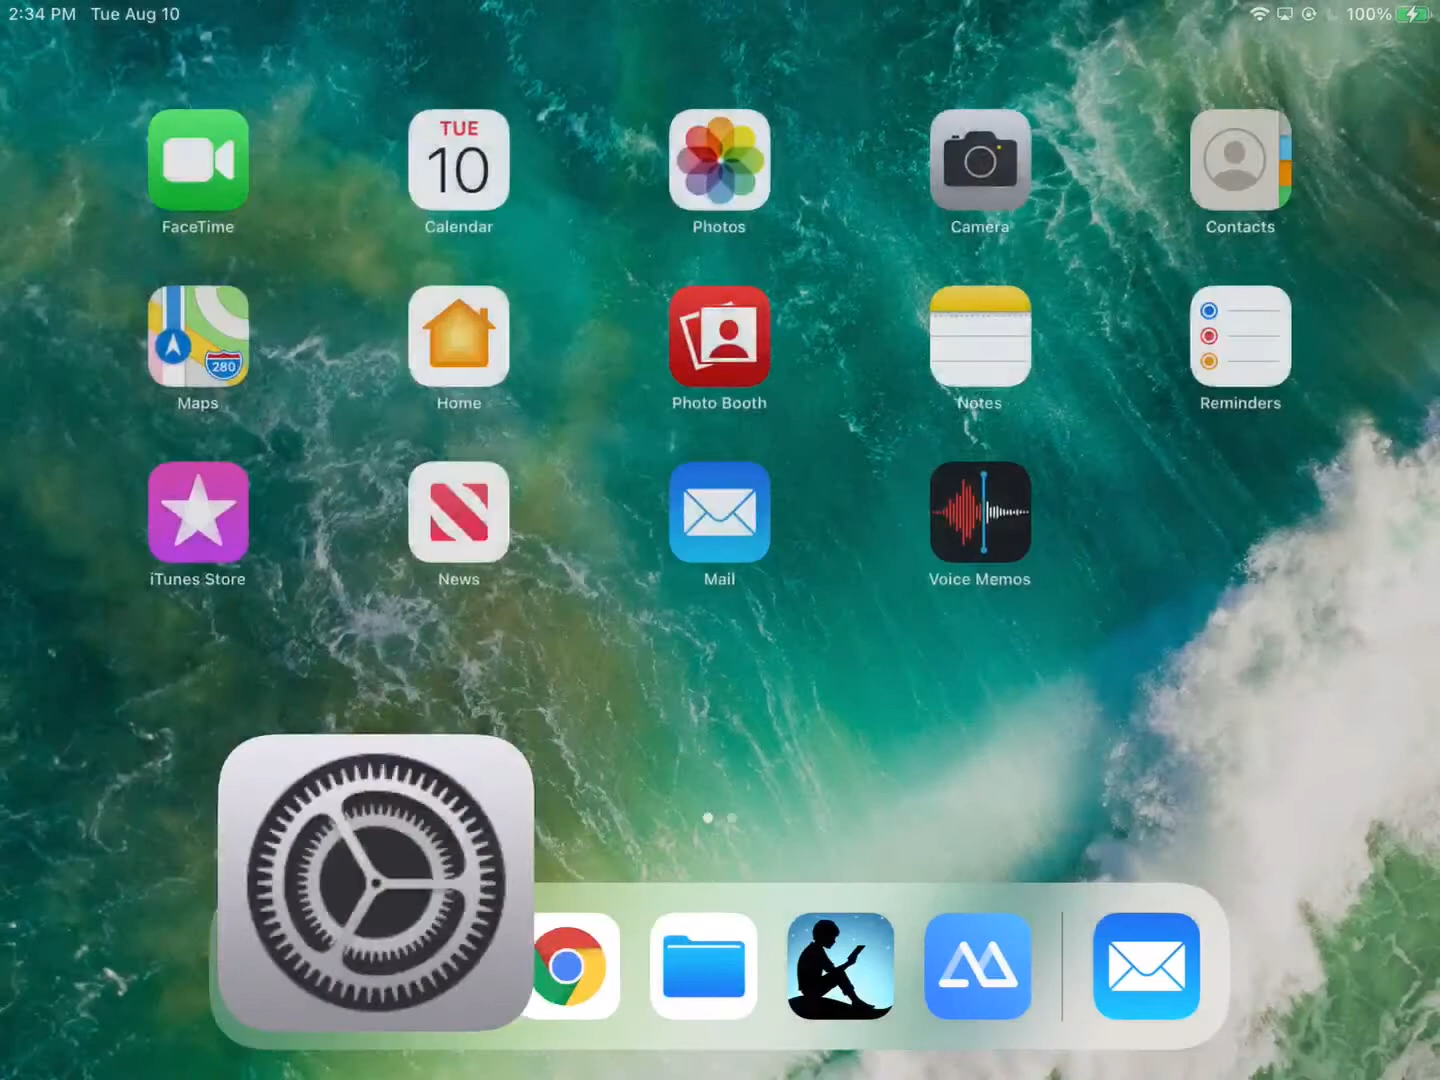 2:34 PM Tue Aug 10
100%
TUE
10
FaceTime
Calendar
Photos
Camera
Contacts
280
Maps
Home
Photo Booth
Notes
Reminders
iTunes Store
News
Mail
Voice Memos